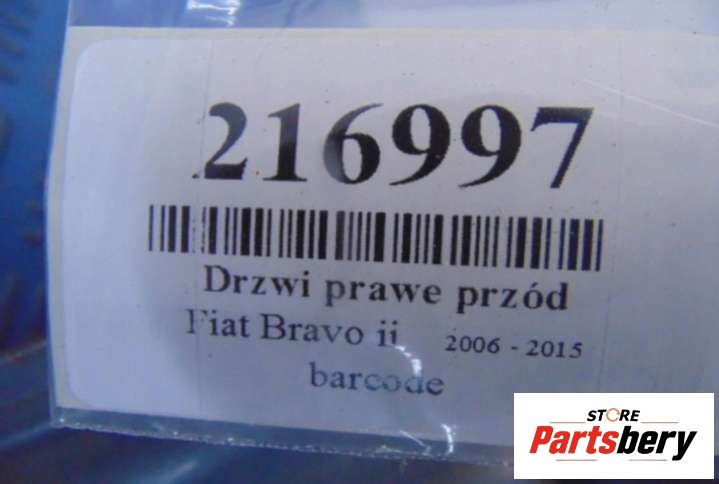 216997
Drzwi prawe przód
Fiat Bravo ii 2006 - 2015
barcode
STORE
Partsbery